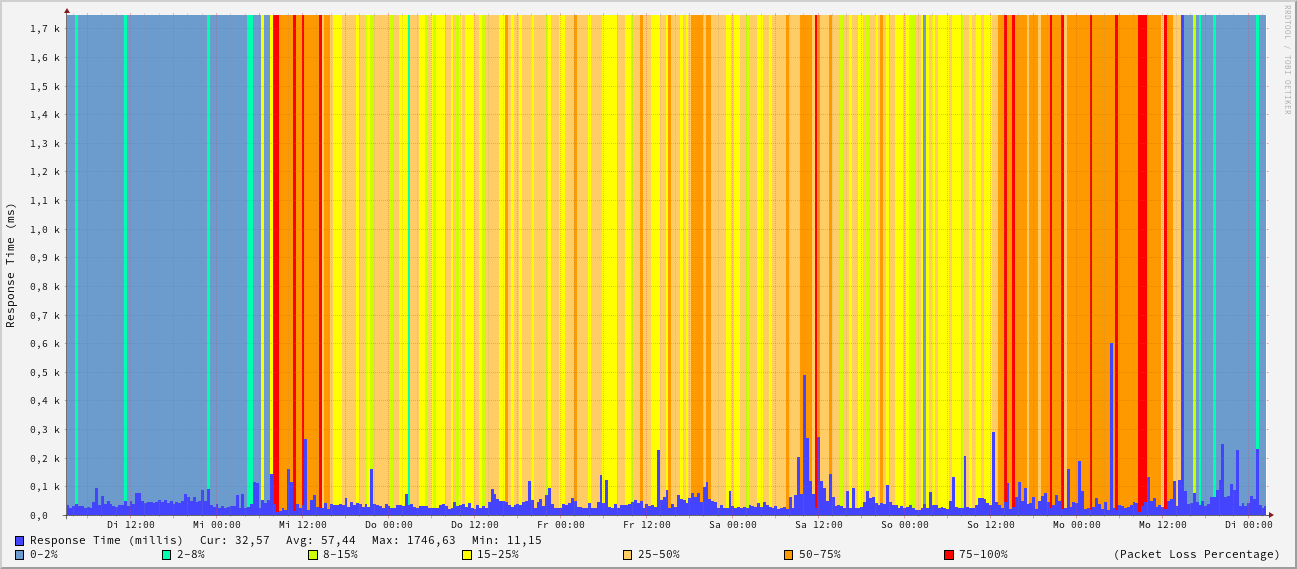 RRDTOOL / TOBI OETIKER
Response Time (ms)
1,7 k
1,6 k
1,5 k
1,4 k
1,3 k
1,2 k
1,1 k
1,0 k
0,9 k
0,8 k
0,7 k
0,6 k
0,5 k
0,4 k
0,3 k
0,2 k
0,1 k
0,0
Di 12:00 Mi 00:00 Mi 12:00 Do 00:00 Do 12:00 Fr 00:00 Fr 12:00 Sa 00:00 Sa 12:00 So 00:00 So 12:00 Mo 00:00 Mo 12:00 Di 00:00
Response Time (millis) Cur: 32,57 Avg: 57,44 Max: 1746,63 Min: 11,15
0-2% 2-8% 8-15% 15-25% 25-50% 50-75% 75-100% (Packet Loss Percentage)